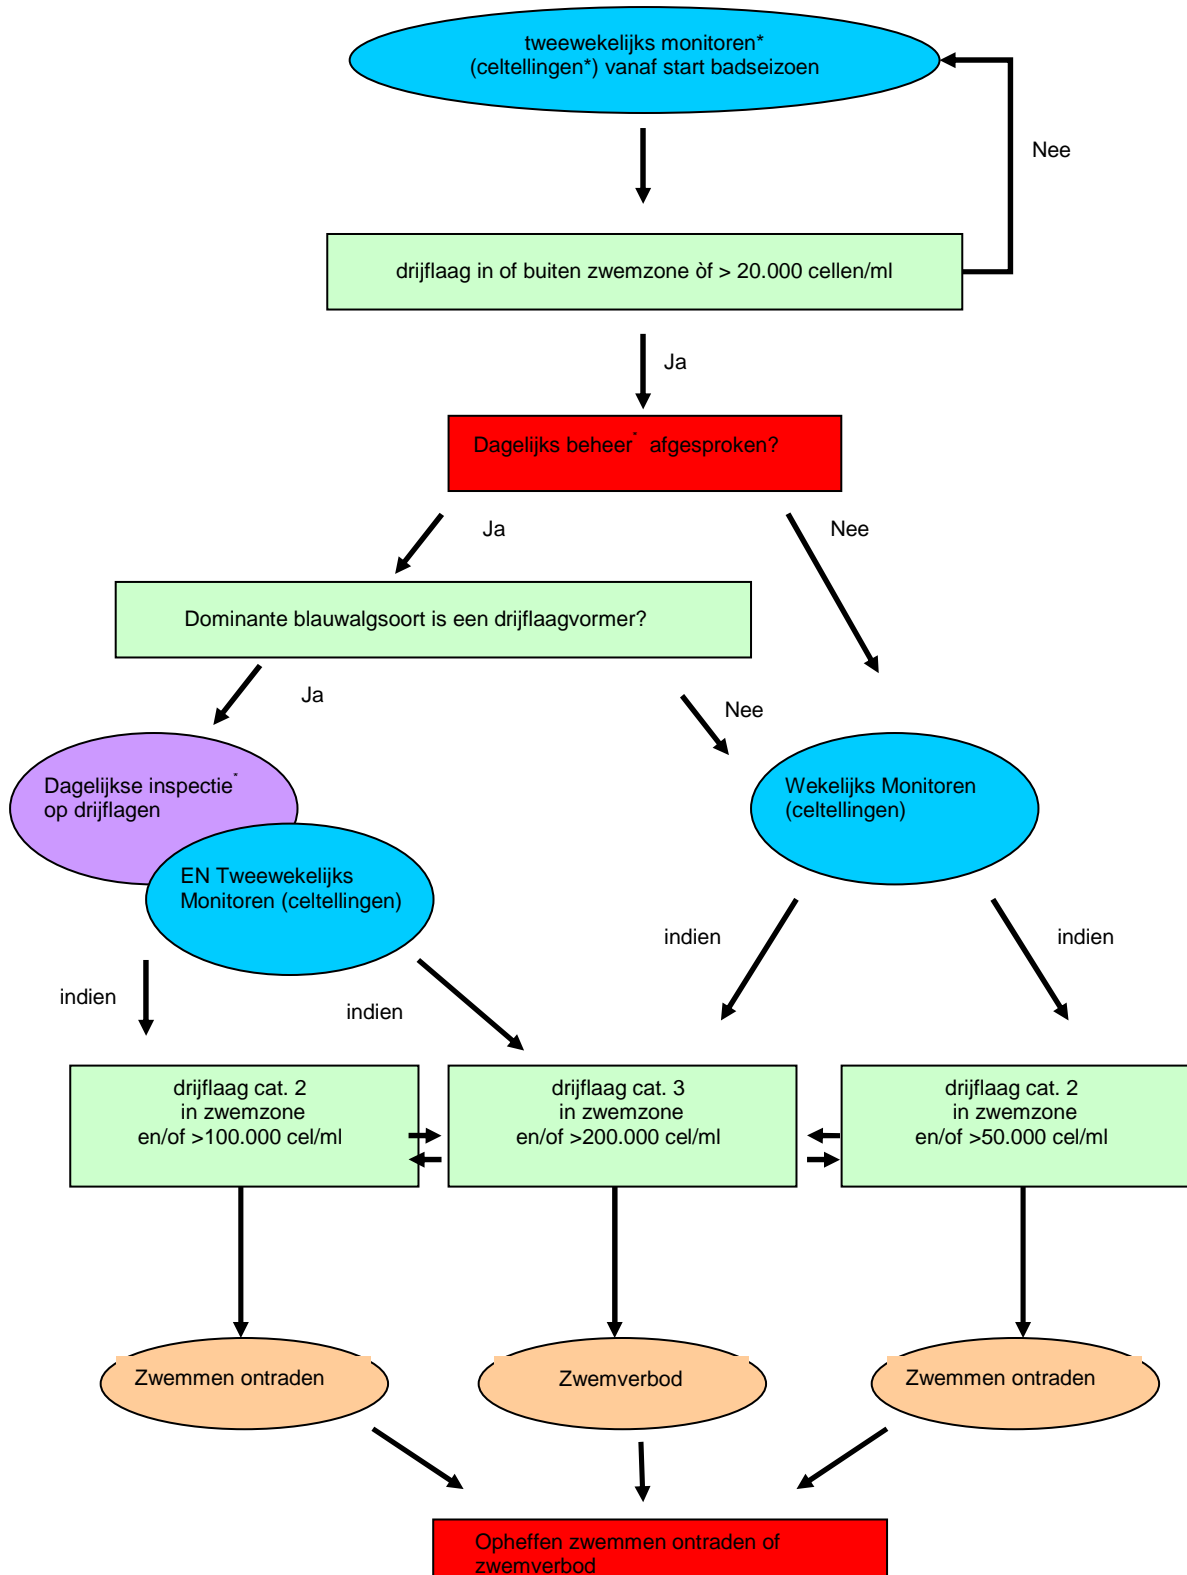 tweewekelijks monitoren*
(celtellingen*) vanaf start badseizoen
Nee
drijflaag in of buiten zwemzone òf > 20.000 cellen/ml
Ja
Dagelijks beheer* afgesproken?
Ja
Nee
Dominante blauwalgsoort is een drijflaagvormer?
Ja
Nee
Dagelijkse inspectie*
op drijflagen
Wekelijks Monitoren
(celtellingen)
EN Tweewekelijks
Monitoren (celtellingen)
indien
indien
indien
indien
drijflaag cat. 2
in zwemzone
en/of >100.000 cel/ml
drijflaag cat. 3
in zwemzone
en/of >200.000 cel/ml
drijflaag cat. 2
in zwemzone
en/of >50.000 cel/ml
Zwemmen ontraden
Zwemverbod
Zwemmen ontraden
Opheffen zwemmen ontraden of
zwemverbod